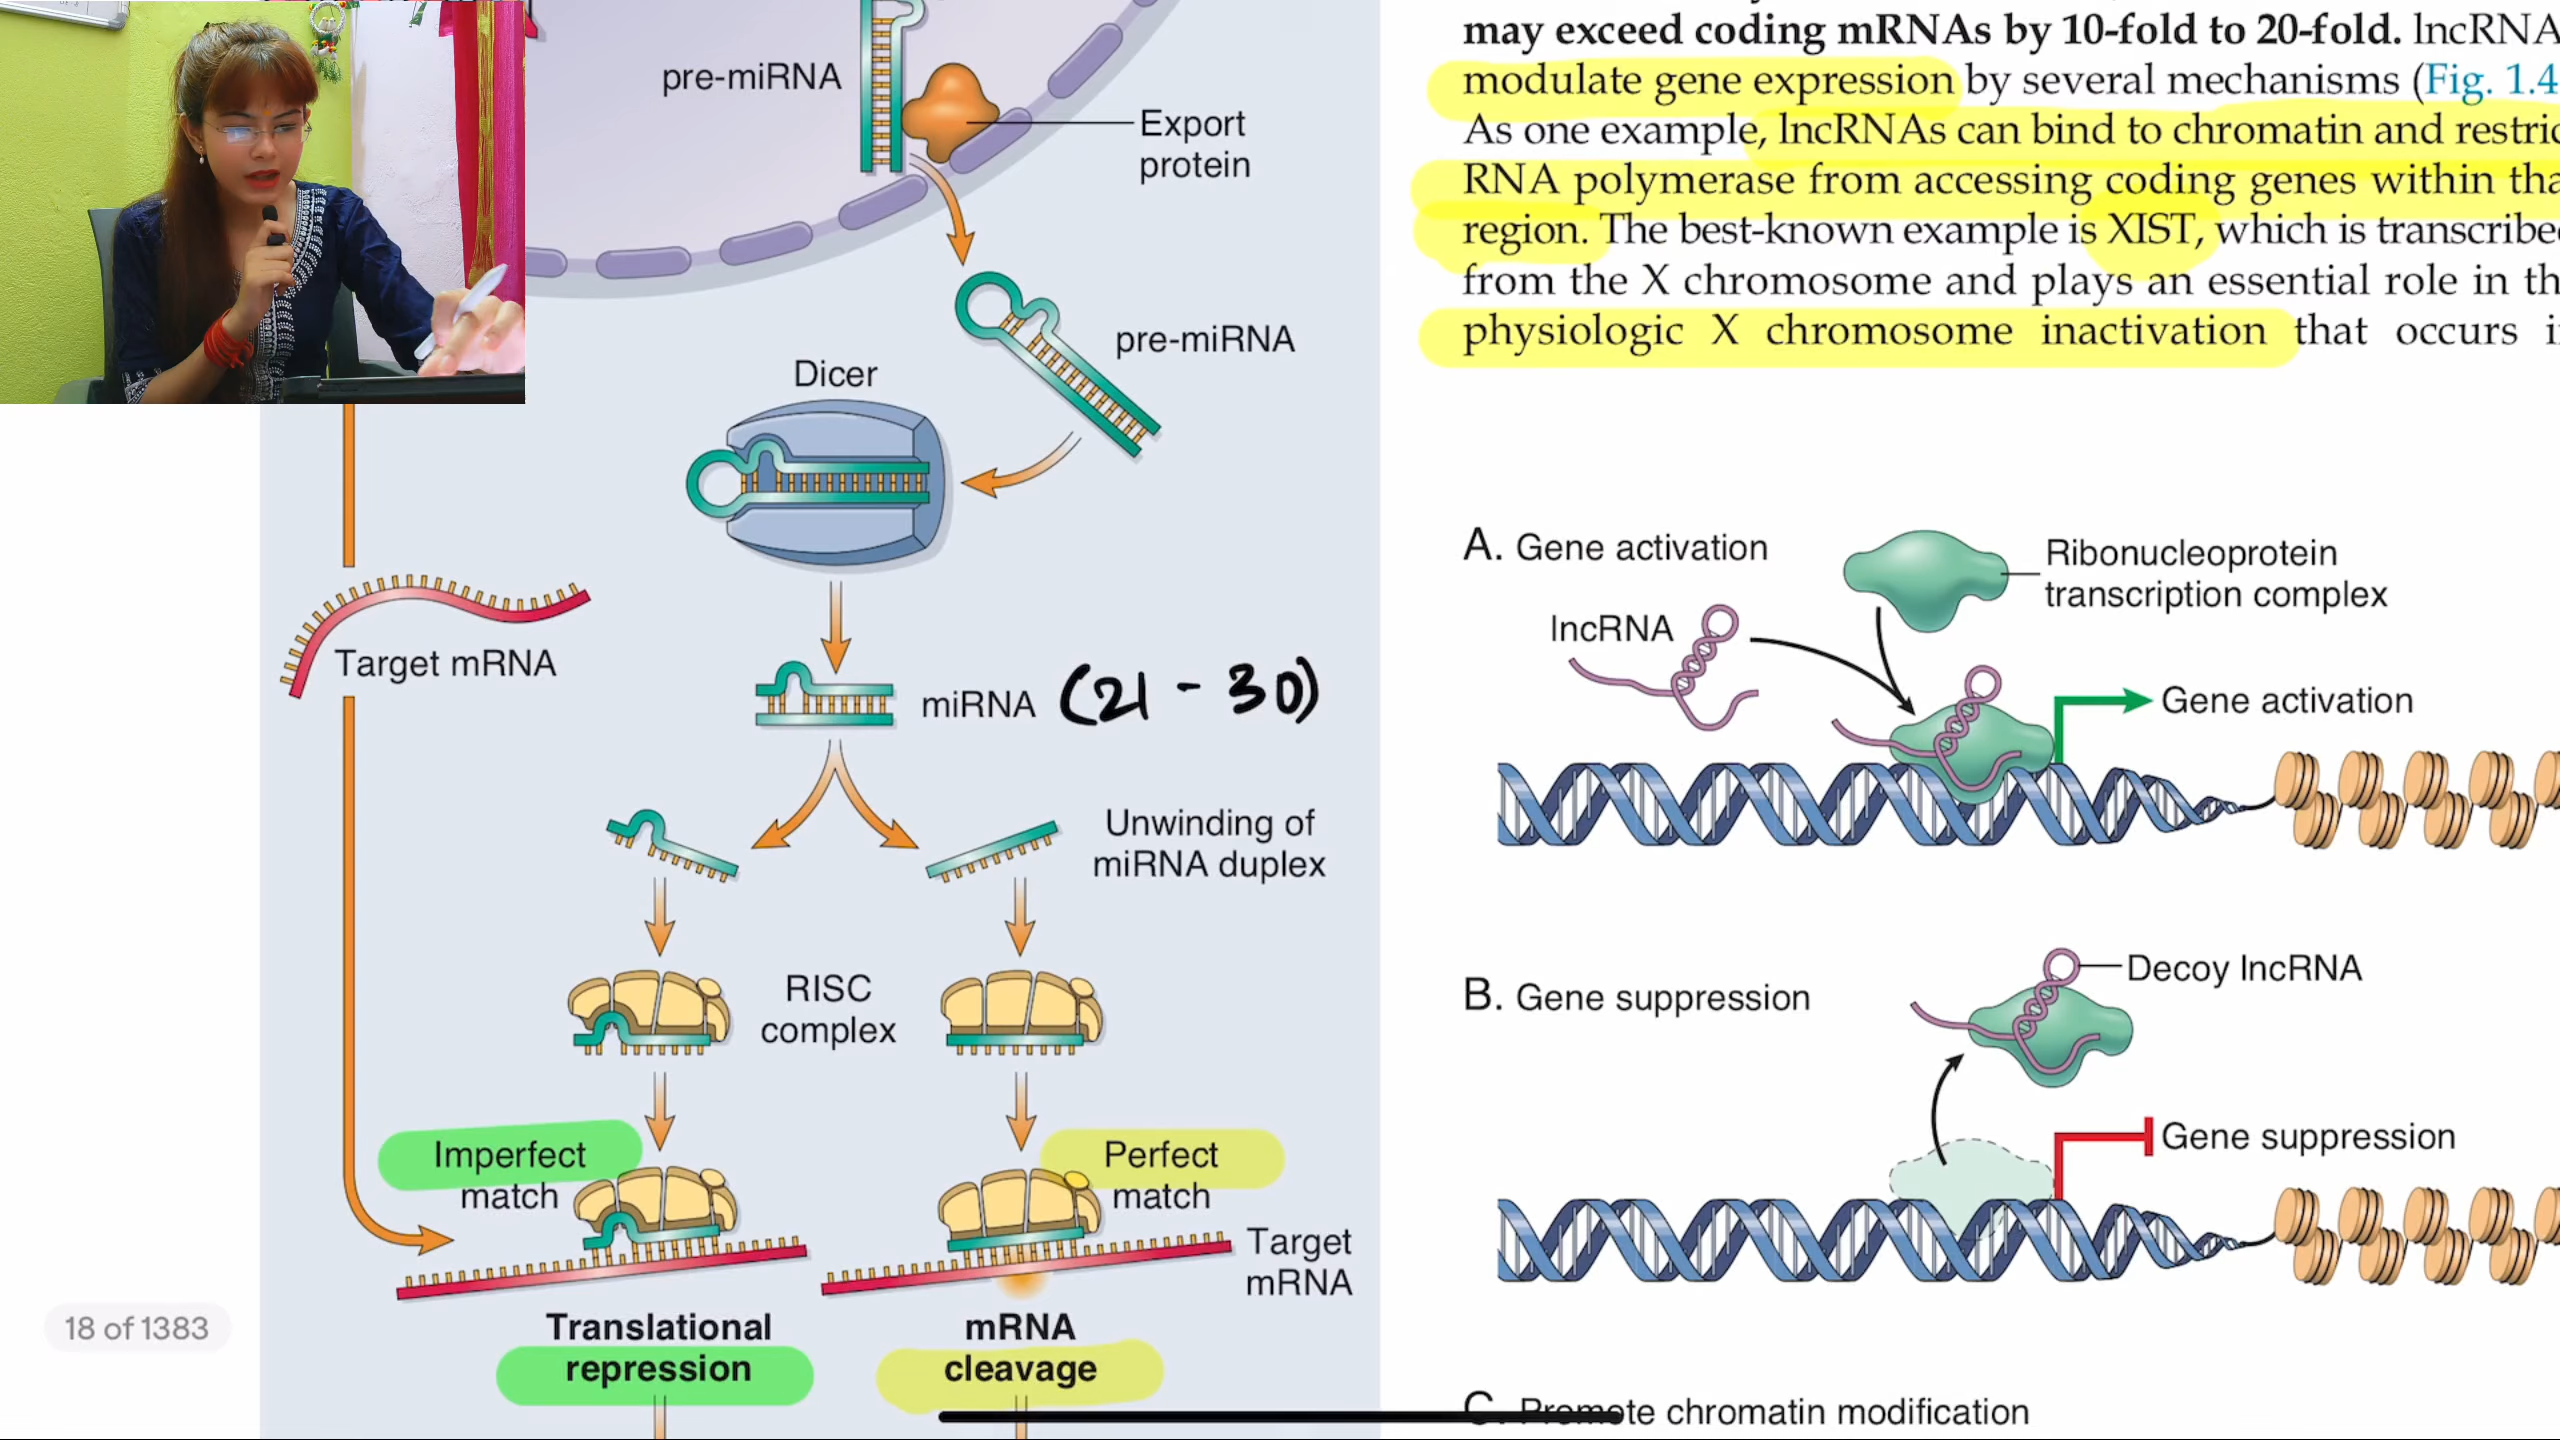 pre-miRNA
Export
protein
pre-miRNA
Dicer
Target mRNA
miRNA (21 - 30)
Unwinding of
miRNA duplex
RISC
complex
Imperfect
match
Perfect
match
Target
mRNA
Translational
repression
mRNA
cleavage
18 of 1383
may exceed coding mRNAs by 10-fold to 20-fold. lncRNA
modulate gene expression by several mechanisms (Fig. 1.4
As one example, lncRNAs can bind to chromatin and restric
RNA polymerase from accessing coding genes within tha
region. The best-known example is XIST, which is transcribe
from the X chromosome and plays an essential role in th
physiologic X chromosome inactivation that occurs i
A. Gene activation
Ribonucleoprotein
transcription complex
lncRNA
Gene activation
B. Gene suppression
Decoy lncRNA
Gene suppression
C. Promote chromatin modification